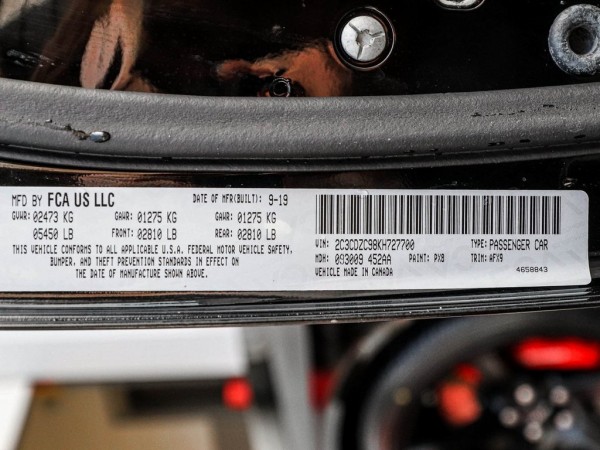 MFD BY FCA US LLC DATE OF MFR(BUILT): 9-19
GVWR: 02473 KG GAWR: 01275 KG GAWR: 01275 KG
05450 LB FRONT: 02810 LB REAR: 02810 LB
THIS VEHICLE CONFORMS TO ALL APPLICABLE U.S.A. FEDERAL MOTOR VEHICLE SAFETY,
BUMPER, AND THEFT PREVENTION STANDARDS IN EFFECT ON
THE DATE OF MANUFACTURE SHOWN ABOVE.
VIN: 2C3CDZC98KH727700 TYPE: PASSENGER CAR
MDH: 093009 452AA PAINT: PX8 TRIM: AFX9
VEHICLE MADE IN CANADA 4658843